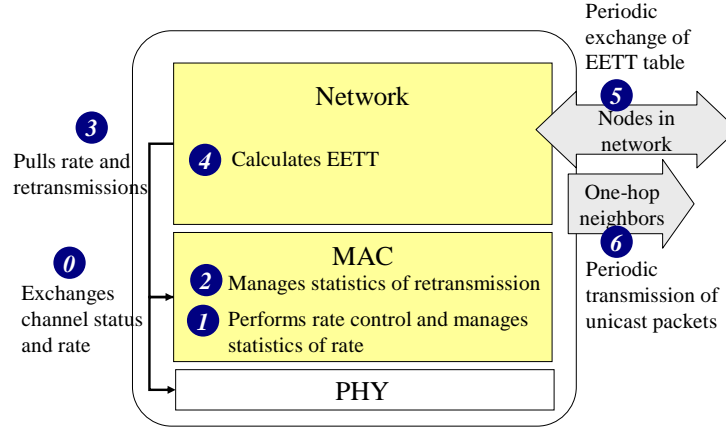 Periodic
exchange of
EETT table
5
Nodes in
network
Network
3
Pulls rate and
retransmissions
4 Calculates EETT
One-hop
neighbors
6
Periodic
transmission of
unicast packets
0
Exchanges
channel status
and rate
MAC
2 Manages statistics of retransmission
1 Performs rate control and manages
statistics of rate
PHY